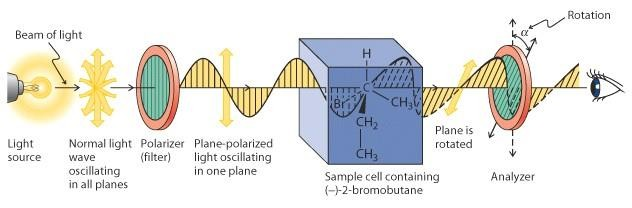 Beam of light
Rotation
α
H
C
Br
CH3
CH2
CH3
Plane is
rotated
Light
source
Normal light
wave
oscillating
in all planes
Polarizer
(filter)
Plane-polarized
light oscillating
in one plane
Sample cell containing
(−)-2-bromobutane
Analyzer